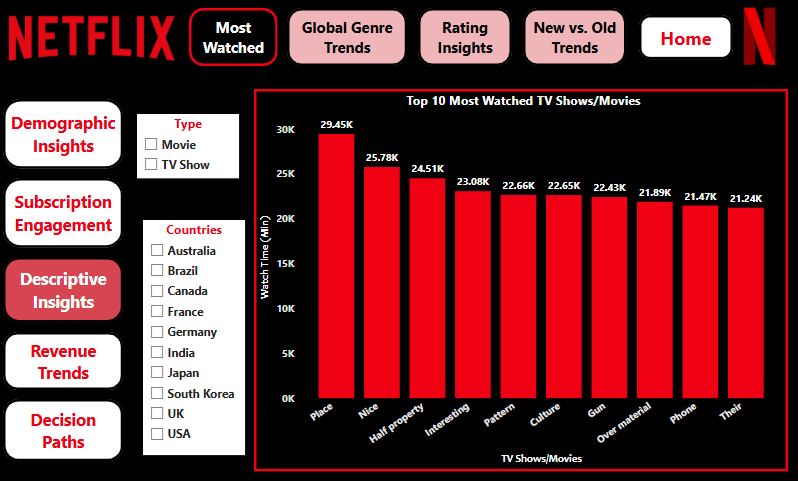 NETFLIX
Most
Watched
Global Genre
Trends
Rating
Insights
New vs. Old
Trends
Home
N
Demographic
Insights
Subscription
Engagement
Descriptive
Insights
Revenue
Trends
Decision
Paths
Type
Movie
TV Show
Countries
Australia
Brazil
Canada
France
Germany
India
Japan
South Korea
UK
USA
Top 10 Most Watched TV Shows/Movies
Watch Time (Min)
30K
25K
20K
15K
10K
5K
0K
29.45K
25.78K
24.51K
23.08K
22.66K
22.65K
22.43K
21.89K
21.47K
21.24K
Place
Nice
Half property
Interesting
Pattern
Culture
Gun
Over material
Phone
Their
TV Shows/Movies